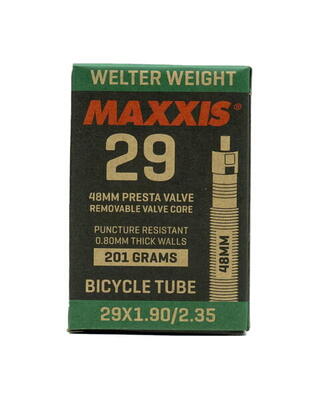 WELTER WEIGHT
MAXXIS®
29
48MM PRESTA VALVE
REMOVABLE VALVE CORE
PUNCTURE RESISTANT
0.80MM THICK WALLS
201 GRAMS
48MM
BICYCLE TUBE
29X1.90/2.35